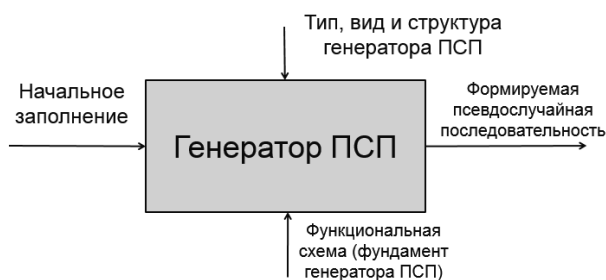 Тип, вид и структура
генератора ПСП
Начальное
заполнение
Генератор ПСП
Формируемая
псевдослучайная
последовательность
Функциональная
схема (фундамент
генератора ПСП)